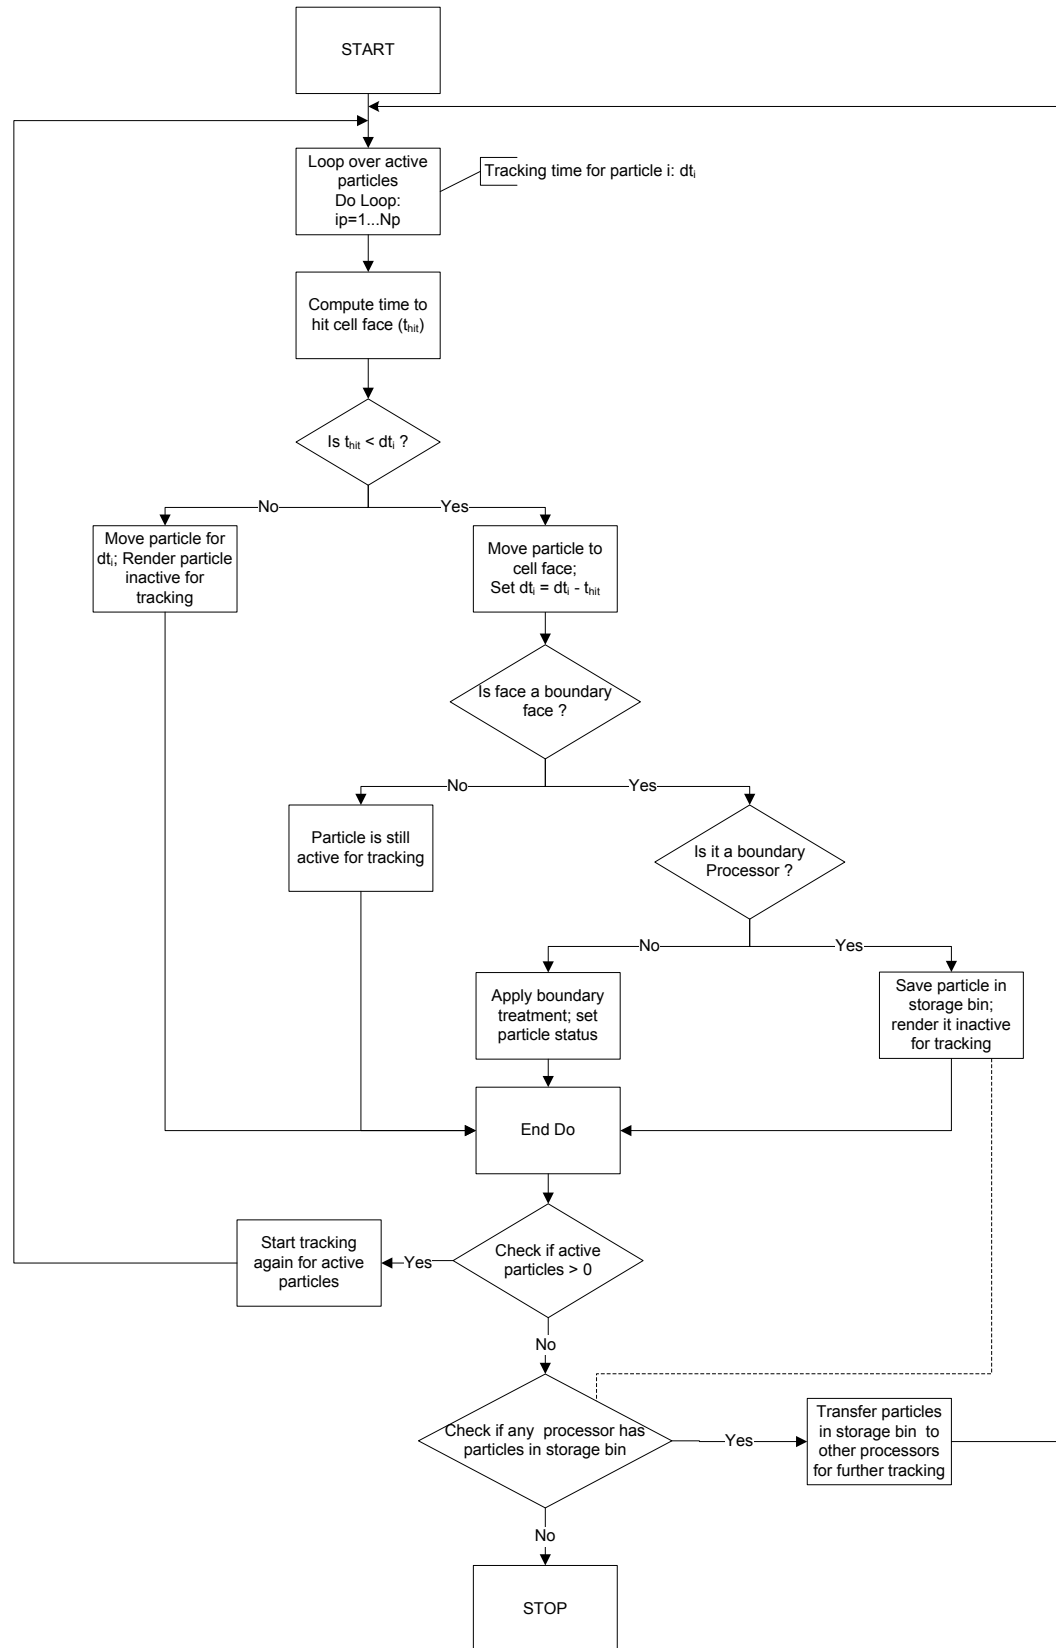 START
Loop over active
particles
Do Loop:
ip=1...Np
Tracking time for particle i: dtᵢ
Compute time to
hit cell face (t_hit)
Is t_hit < dtᵢ ?
No
Yes
Move particle for
dtᵢ; Render particle
inactive for
tracking
Move particle to
cell face;
Set dtᵢ = dtᵢ - t_hit
Is face a boundary
face ?
No
Yes
Particle is still
active for tracking
Is it a boundary
Processor ?
No
Yes
Apply boundary
treatment; set
particle status
Save particle in
storage bin;
render it inactive
for tracking
End Do
Start tracking
again for active
particles
Yes
Check if active
particles > 0
No
Check if any processor has
particles in storage bin
Yes
Transfer particles
in storage bin to
other processors
for further tracking
No
STOP